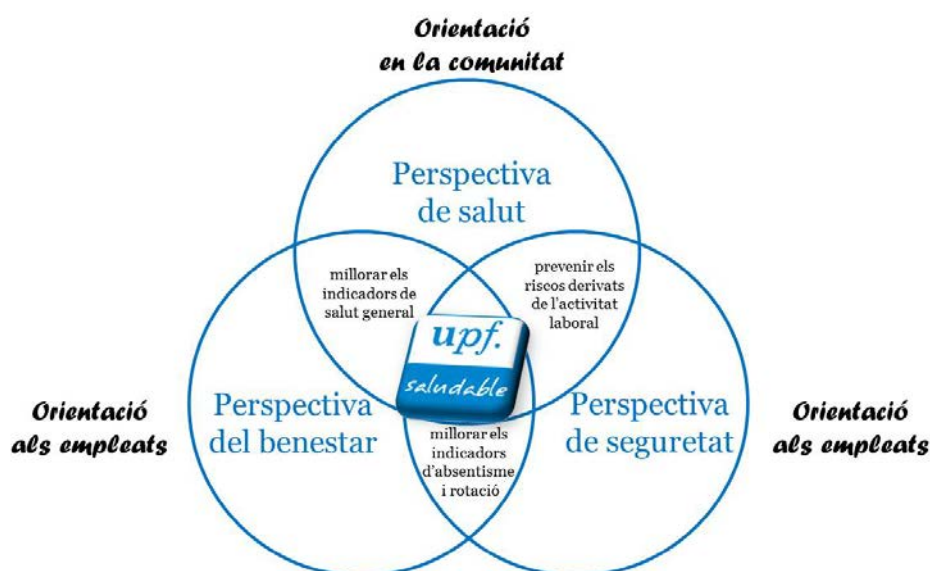 Orientació
en la comunitat
Perspectiva
de salut
millorar els
indicadors de
salut general
prevenir els
riscos derivats
de l'activitat
laboral
upf.
saludable
Orientació
als empleats
Perspectiva
del benestar
Perspectiva
de seguretat
Orientació
als empleats
millorar els
indicadors
d'absentisme
i rotació